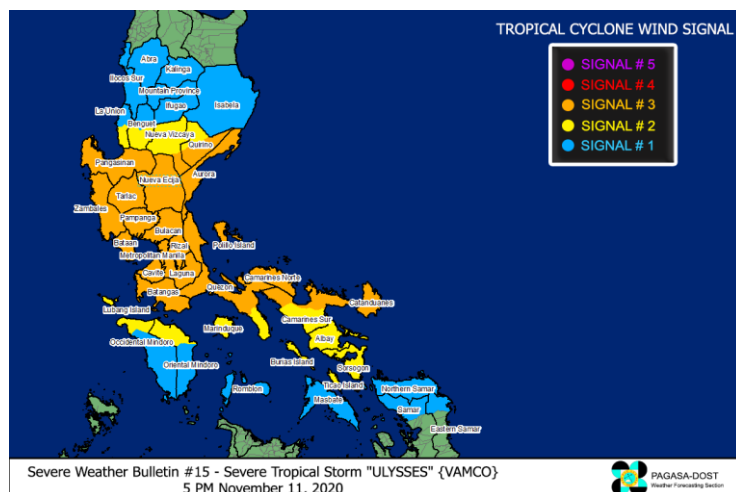 TROPICAL CYCLONE WIND SIGNAL
SIGNAL # 5
SIGNAL # 4
SIGNAL # 3
SIGNAL # 2
SIGNAL # 1
Abra
Kalinga
Ilocos Sur
Mountain Province
Ifugao
Isabela
La Union
Benguet
Nueva Vizcaya
Quirino
Pangasinan
Aurora
Nueva Ecija
Tarlac
Zambales
Pampanga
Bulacan
Bataan
Rizal
Polillo Island
Metropolitan Manila
Cavite
Laguna
Camarines Norte
Batangas
Quezon
Catanduanes
Lubang Island
Marinduque
Camarines Sur
Occidental Mindoro
Albay
Oriental Mindoro
Burias Island
Sorsogon
Romblon
Ticao Island
Northern Samar
Masbate
Samar
Eastern Samar
Severe Weather Bulletin #15 - Severe Tropical Storm "ULYSSES" {VAMCO}
5 PM November 11, 2020
PAGASA-DOST
Weather Forecasting Section